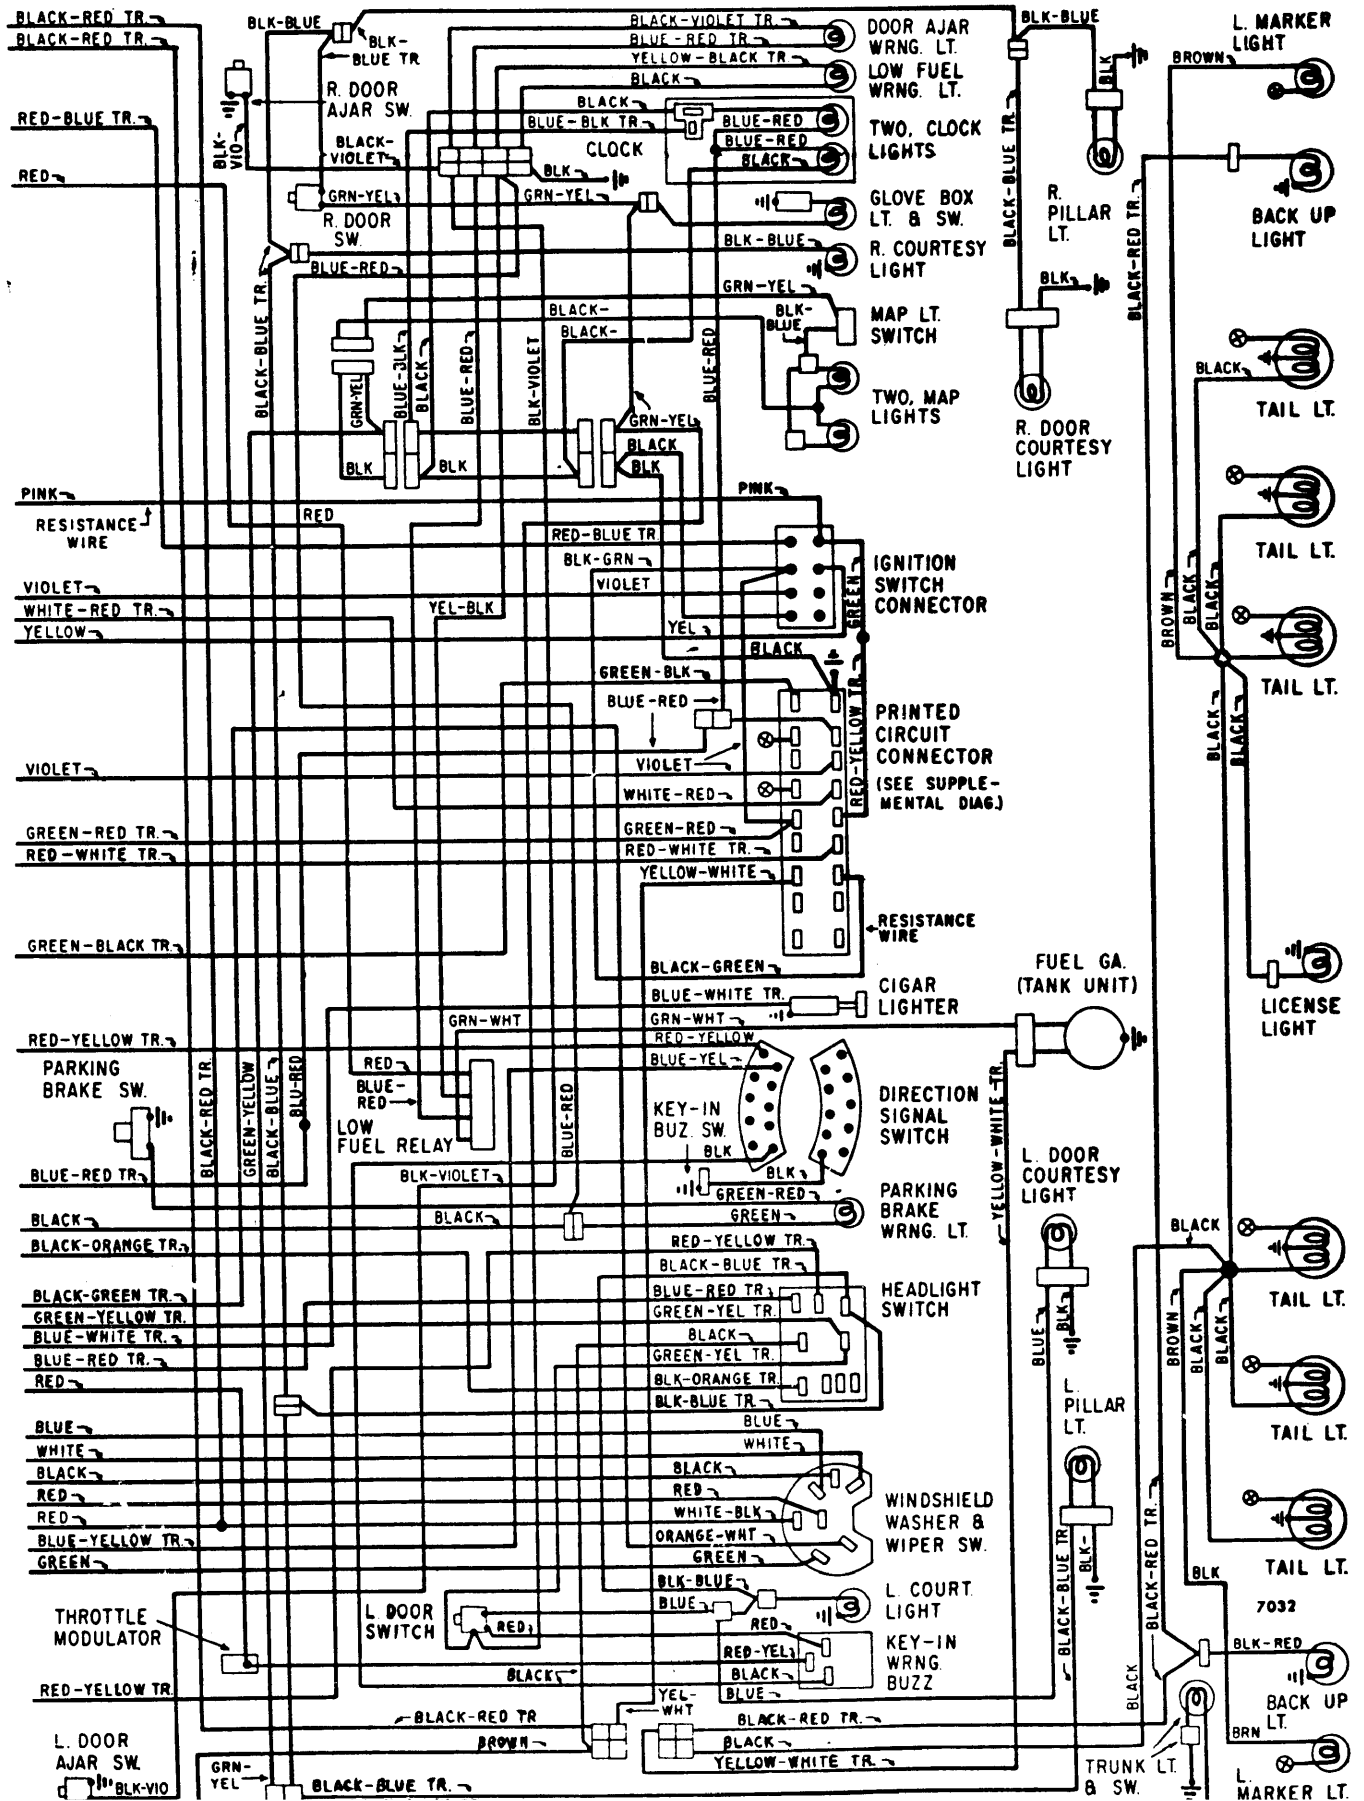 BLACK-RED TR.
BLACK-RED TR.
RED-BLUE TR.
RED
BLK-BLUE
BLK-
BLUE TR
R. DOOR
AJAR SW.
BLK-
VIO
BLACK-
VIOLET
GRN-YEL
R. DOOR
SW.
BLUE-RED
BLACK-VIOLET TR
BLUE-RED TR.
YELLOW-BLACK TR
BLACK
BLACK
BLUE-BLK TR.
CLOCK
BLK
GRN-YEL
BLUE-RED
BLUE-RED
BLACK
DOOR AJAR
WRNG. LT.
LOW FUEL
WRNG. LT.
TWO, CLOCK
LIGHTS
GLOVE BOX
LT. & SW.
BLK-BLUE
R. COURTESY
LIGHT
GRN-YEL
BLK-
BLUE
MAP LT.
SWITCH
BLACK-
BLACK-
TWO, MAP
LIGHTS
BLK-BLUE
BLK
BLACK-BLUE TR.
R.
PILLAR
LT.
BLK
R. DOOR
COURTESY
LIGHT
L. MARKER
LIGHT
BROWN
BACK UP
LIGHT
BLACK-RED TR.
BLACK
TAIL LT.
TAIL LT.
TAIL LT.
BROWN
BLACK
BLACK
BLACK
BLACK
LICENSE
LIGHT
BLACK-BLUE TR.
GRN-YEL
BLUE-3LK
BLACK
BLUE-RED
BLK-VIOLET
BLUE-RED
GRN-YEL
BLACK
BLK
BLK
BLK
PINK
RESISTANCE
WIRE
RED
PINK
RED-BLUE TR
BLK-GRN
VIOLET
GREEN
IGNITION
SWITCH
CONNECTOR
VIOLET
WHITE-RED TR.
YELLOW
YEL-BLK
YEL
BLACK
GREEN-BLK
BLUE-RED
RED-YELLOW TR.
PRINTED
CIRCUIT
CONNECTOR
(SEE SUPPLE-
MENTAL DIAG.)
VIOLET
VIOLET
WHITE-RED
GREEN-RED TR.
GREEN-RED
RED-WHITE TR.
RED-WHITE TR.
YELLOW-WHITE
RESISTANCE
WIRE
GREEN-BLACK TR.
BLACK-GREEN
BLUE-WHITE TR.
CIGAR
LIGHTER
GRN-WHT
GRN-WHT
FUEL GA.
(TANK UNIT)
RED-YELLOW TR.
RED-YELLOW
BLUE-YEL
PARKING
BRAKE SW.
BLACK-RED TR.
GREEN-YELLOW
BLACK-BLUE
BLU-RED
RED
BLUE-
RED
LOW
FUEL RELAY
BLUE-RED
KEY-IN
BUZ. SW.
BLK
DIRECTION
SIGNAL
SWITCH
YELLOW-WHITE TR.
L. DOOR
COURTESY
LIGHT
BLUE-RED TR.
BLK-VIOLET
BLK
GREEN-RED
GREEN
PARKING
BRAKE
WRNG. LT.
BLACK
BLACK
BLACK-ORANGE TR.
RED-YELLOW TR.
BLACK-BLUE TR.
BLUE-RED TR.
GREEN-YEL TR.
HEADLIGHT
SWITCH
BLACK-GREEN TR.
GREEN-YELLOW TR.
BLUE-WHITE TR.
BLUE-RED TR.
RED
BLACK
GREEN-YEL TR.
BLK-ORANGE TR.
BLK-BLUE TR.
BLUE
BLK
L.
PILLAR
LT.
BLACK
TAIL LT.
BROWN
BLACK
BLACK
TAIL LT.
TAIL LT.
BLUE
WHITE
BLACK
RED
RED
BLUE-YELLOW TR.
GREEN
BLUE
WHITE
BLACK
RED
WHITE-BLK
ORANGE-WHT
GREEN
WINDSHIELD
WASHER &
WIPER SW.
BLACK-BLUE TR
BLK-
BLACK-RED TR.
BLK
7032
THROTTLE
MODULATOR
L. DOOR
SWITCH
BLK-BLUE
BLUE
RED
L. COURT.
LIGHT
RED
RED-YEL
BLACK
BLUE
KEY-IN
WRNG.
BUZZ
BLACK
BLK-RED
BACK UP
LT.
RED-YELLOW TR.
BLACK
YEL-
WHT
BLACK-RED TR
BROWN
BLACK-RED TR.
BLACK
YELLOW-WHITE TR.
L. DOOR
AJAR SW.
BLK-VIO
GRN-
YEL
BLACK-BLUE TR.
TRUNK LT.
& SW.
BRN
L.
MARKER LT.